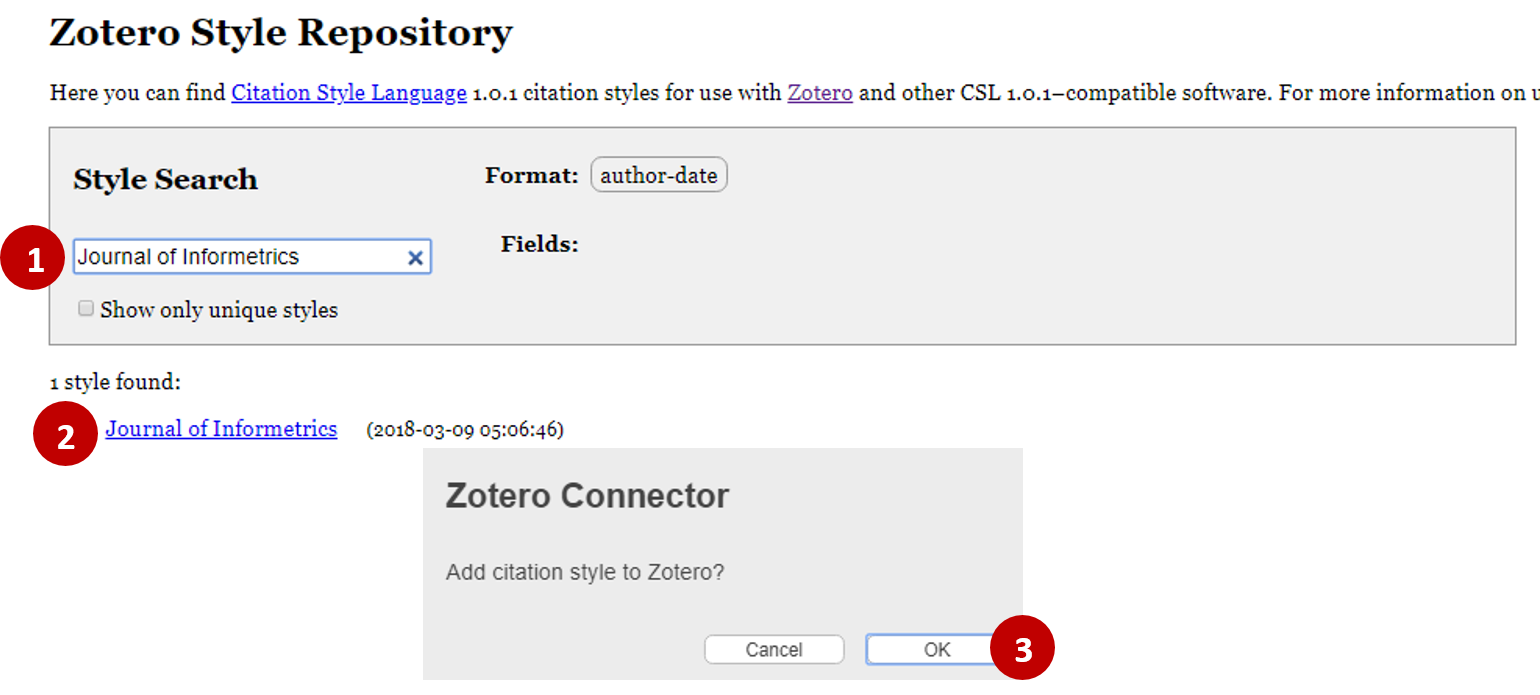 Zotero Style Repository
Here you can find Citation Style Language 1.0.1 citation styles for use with Zotero and other CSL 1.0.1–compatible software. For more information on
Style Search
Format: author-date
1
Journal of Informetrics
Fields:
Show only unique styles
1 style found:
2
Journal of Informetrics (2018-03-09 05:06:46)
Zotero Connector
Add citation style to Zotero?
Cancel OK
3